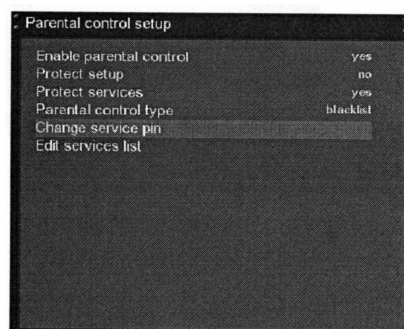 Parental control setup
Enable parental control yes
Protect setup no
Protect services yes
Parental control type blacklist
Change service pin
Edit services list